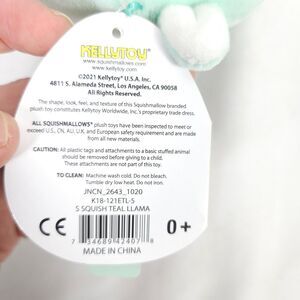 KELLYTOY
www.squishmallows.com
www.kellytoy.com
©2021 Kellytoy® U.S.A. Inc.
4811 S. Alameda Street, Los Angeles, CA 90058
All Rights Reserved.
The shape, look, feel, and texture of this Squishmallow branded
plush toy constitutes Kellytoy Worldwide, Inc.'s proprietary trade dress.
ALL SQUISHMALLOWS® plush toys have been inspected to meet or
exceed U.S., CN, AU, U.K. and European safety requirement and are made
from all new materials.
CAUTION: All plastic tags and attachments to a basic stuffed animal
should be removed before giving to a child.
These attachments are not part of this toy.
TO CLEAN: Machine wash cold. Do not bleach.
Tumble dry low heat. Do not iron.
JNCN_2643_1020
K18-121ETL-5
S SQUISH TEAL LLAMA
CE
0+
7 34689 42407 8
MADE IN CHINA